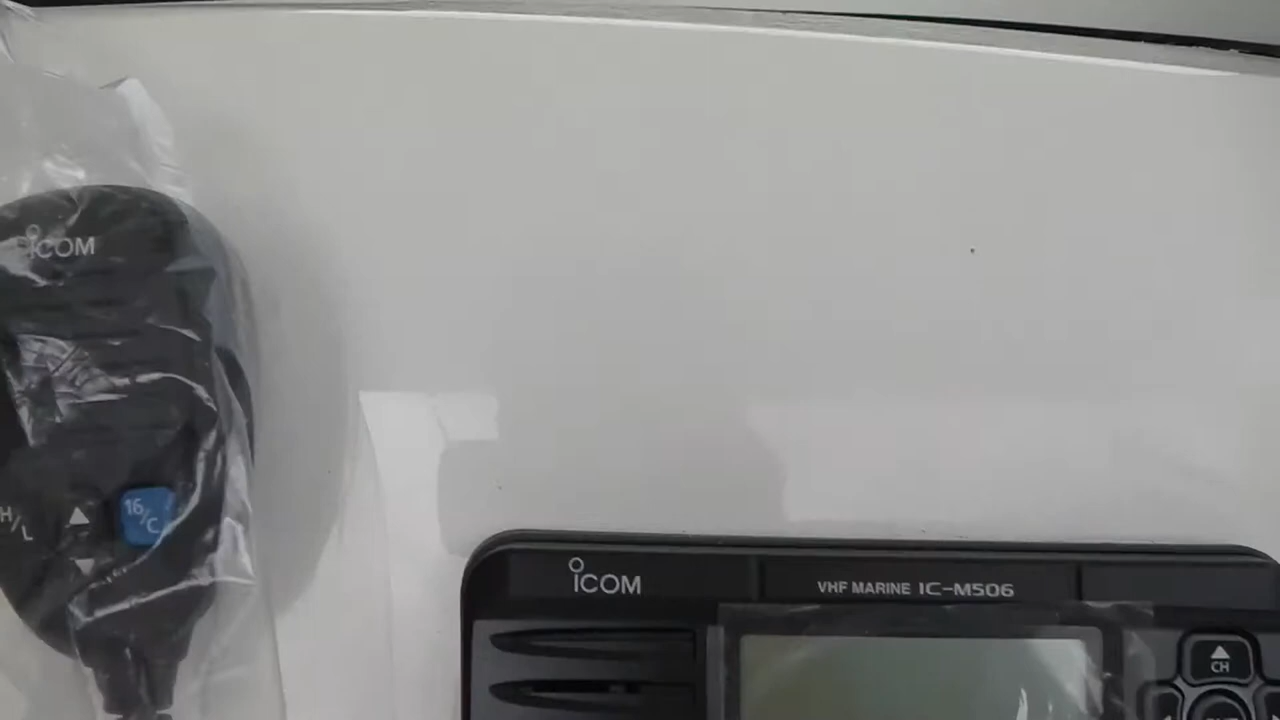 ICOM
H/L
16/C
ICOM
VHF MARINE IC-M506
CH